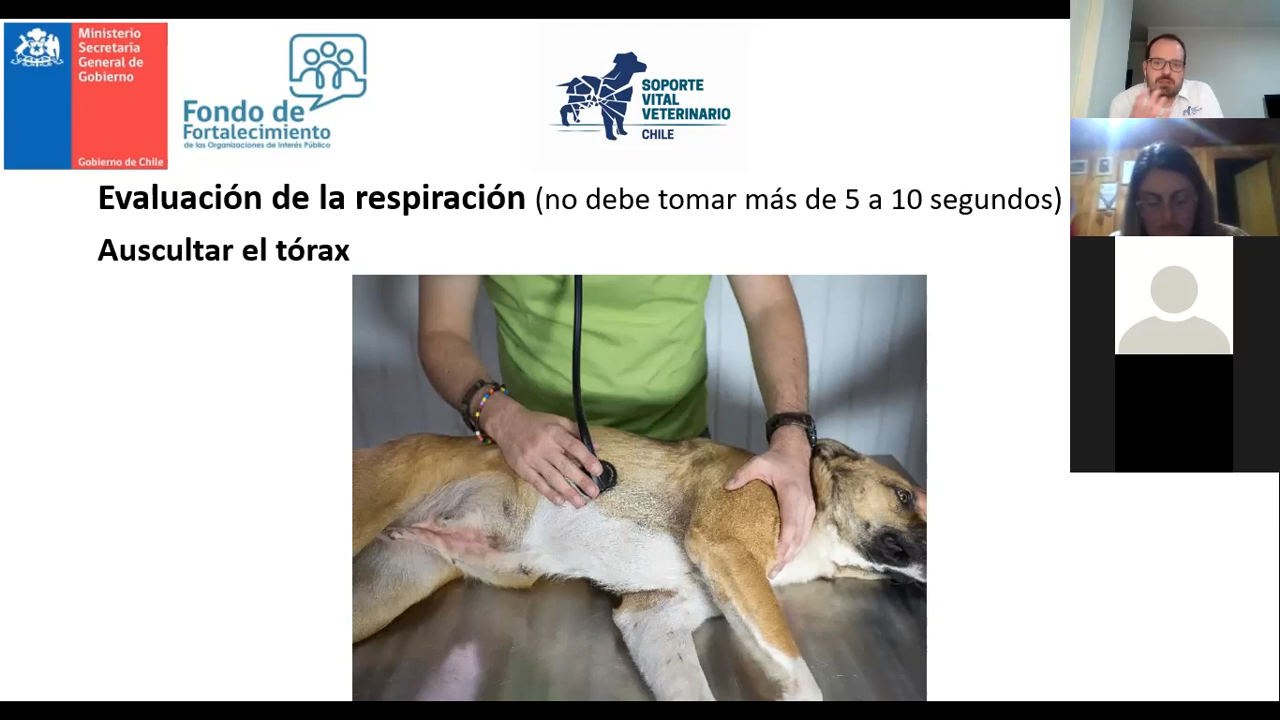 Ministerio
Secretaría
General de
Gobierno
Gobierno de Chile
Fondo de
Fortalecimiento
de las Organizaciones de Interés Público
SOPORTE
VITAL
VETERINARIO
CHILE
Evaluación de la respiración (no debe tomar más de 5 a 10 segundos)
Auscultar el tórax